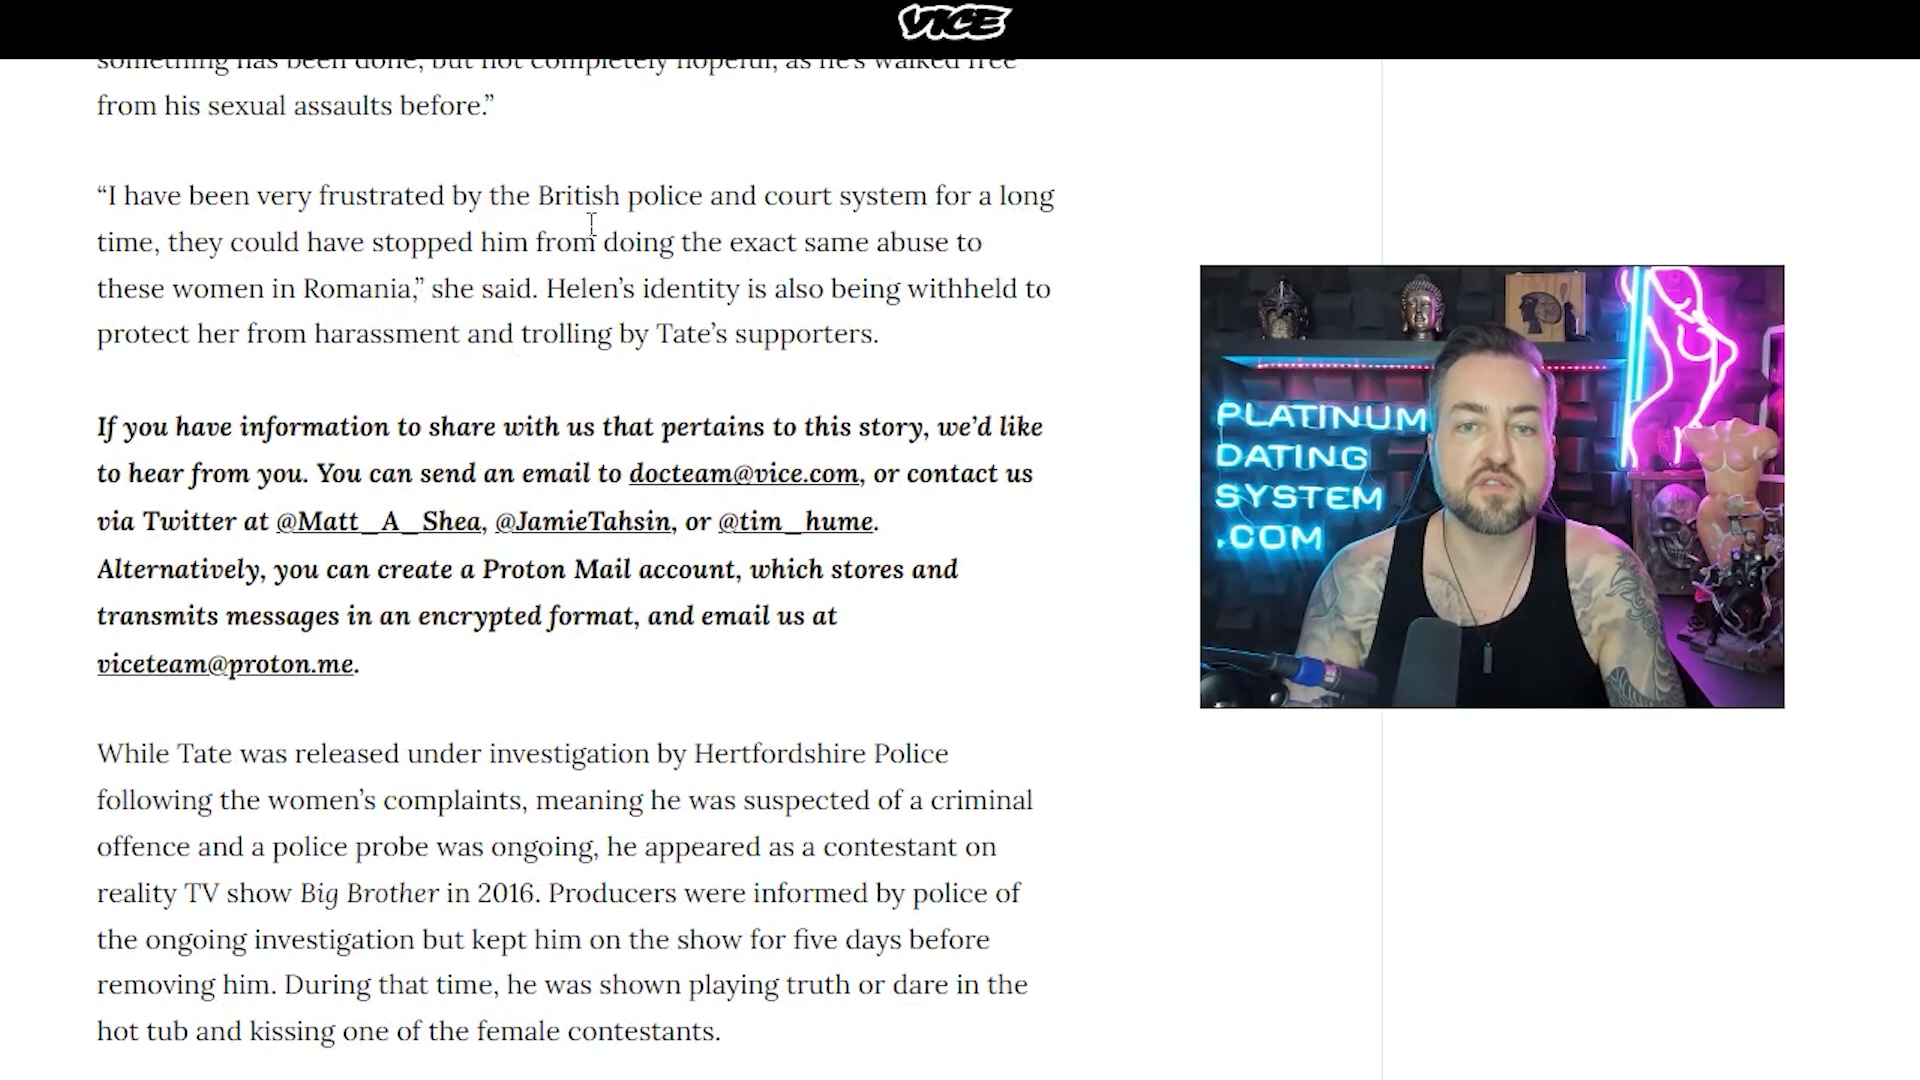 VICE
something has been done, but not completely hopeful, as he's walked free
from his sexual assaults before.”
“I have been very frustrated by the British police and court system for a long
time, they could have stopped him from doing the exact same abuse to
these women in Romania,” she said. Helen’s identity is also being withheld to
protect her from harassment and trolling by Tate’s supporters.
If you have information to share with us that pertains to this story, we’d like
to hear from you. You can send an email to docteam@vice.com, or contact us
via Twitter at @Matt_A_Shea, @JamieTahsin, or @tim_hume.
Alternatively, you can create a Proton Mail account, which stores and
transmits messages in an encrypted format, and email us at
viceteam@proton.me.
While Tate was released under investigation by Hertfordshire Police
following the women’s complaints, meaning he was suspected of a criminal
offence and a police probe was ongoing, he appeared as a contestant on
reality TV show Big Brother in 2016. Producers were informed by police of
the ongoing investigation but kept him on the show for five days before
removing him. During that time, he was shown playing truth or dare in the
hot tub and kissing one of the female contestants.
PLATINUM
DATING
SYSTEM
.COM